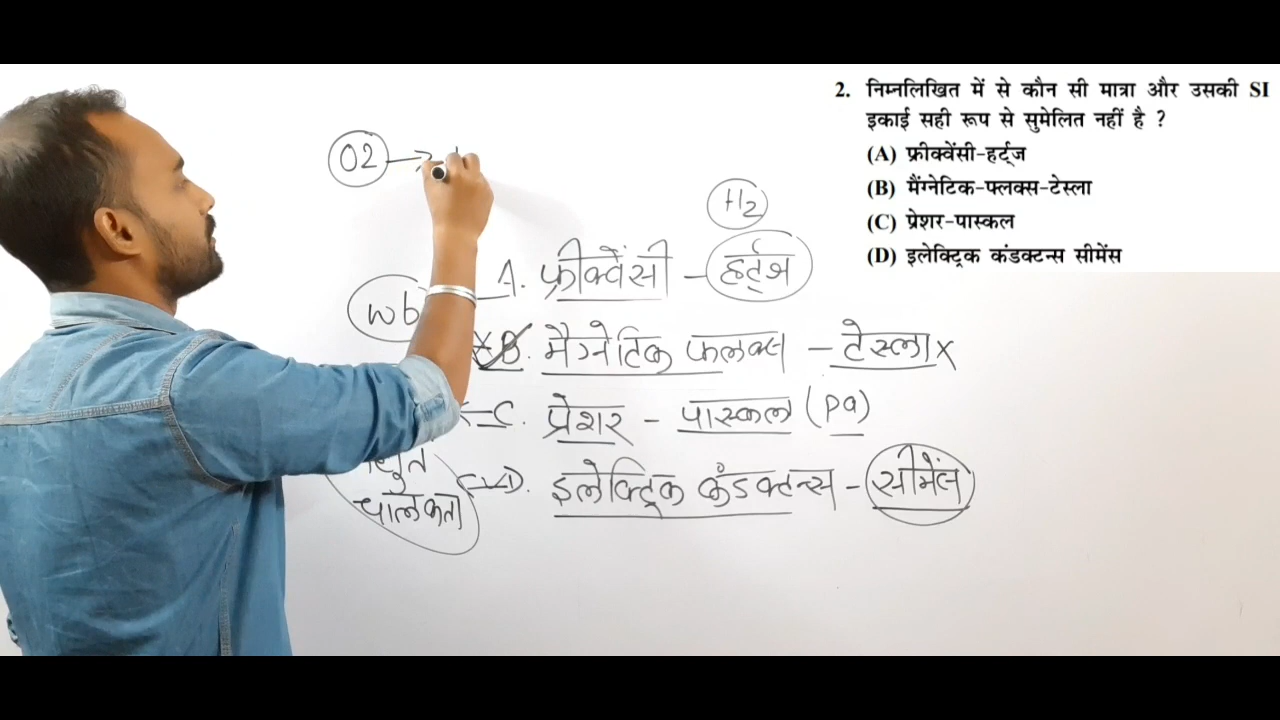 2. निम्नलिखित में से कौन सी मात्रा और उसकी SI
इकाई सही रूप से सुमेलित नहीं है ?
(A) फ्रीक्वेंसी-हर्ट्ज
(B) मैंग्नेटिक-फ्लक्स-टेस्ला
(C) प्रेशर-पास्कल
(D) इलेक्ट्रिक कंडक्टन्स सीमेंस
02 →
Hz
A. फ्रीक्वेंसी - हर्ट्ज
Wb
B. मैग्नेटिक फलक्स - टेस्ला x
C. प्रेशर - पास्कल (Pa)
D. इलेक्ट्रिक कंडक्टन्स - सीमेंस
चालकता